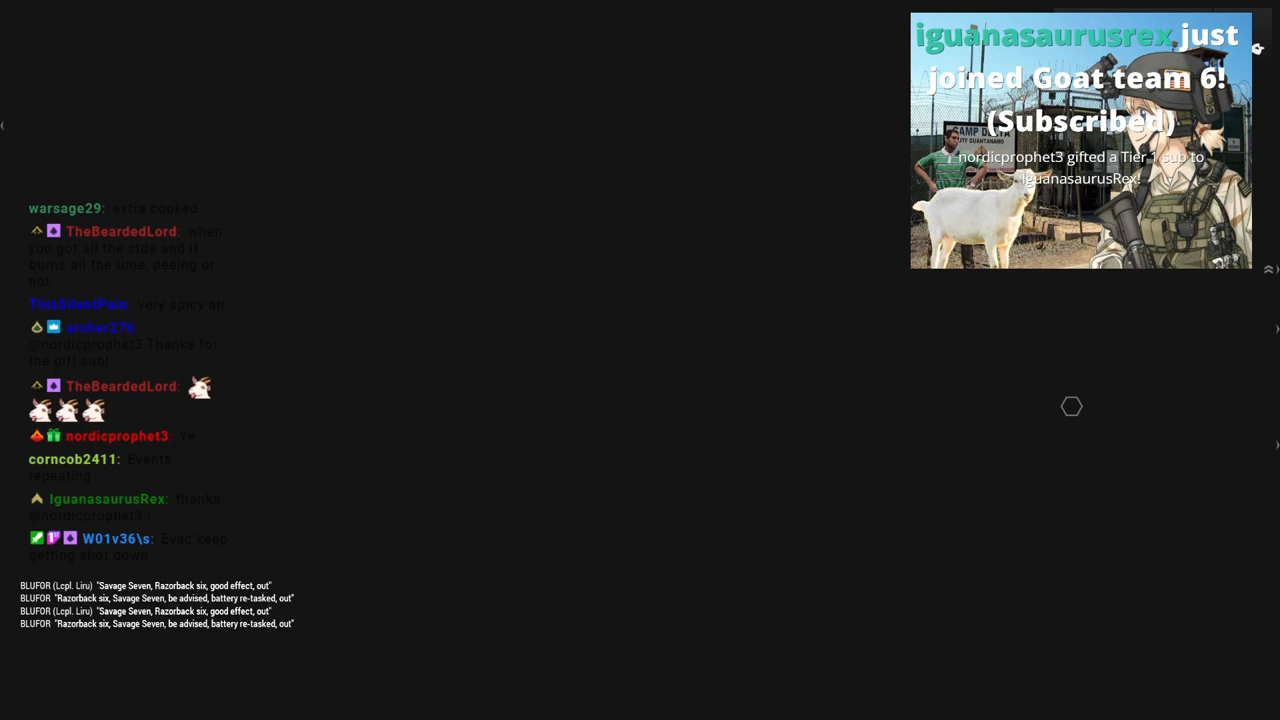 iguanasaurusrex just
joined Goat team 6!
(Subscribed)
nordicprophet3 gifted a Tier 1 sub to
IguanasaurusRex!
CAMP DELTA
JTF GUANTANAMO
warsage29: extra cooked
TheBeardedLord: when
you got all the stds and it
burns all the time, peeing or
not
ThisSilentPain: very spicy air
archer276:
@nordicprophet3 Thanks for
the gift sub!
TheBeardedLord:
nordicprophet3: Ye
corncob2411: Events
repeating
IguanasaurusRex: thanks
@nordicprophet3 !
W01v36\s: Evac keep
getting shot down
BLUFOR (Lcpl. Liru) "Savage Seven, Razorback six, good effect, out"
BLUFOR "Razorback six, Savage Seven, be advised, battery re-tasked, out"
BLUFOR (Lcpl. Liru) "Savage Seven, Razorback six, good effect, out"
BLUFOR "Razorback six, Savage Seven, be advised, battery re-tasked, out"